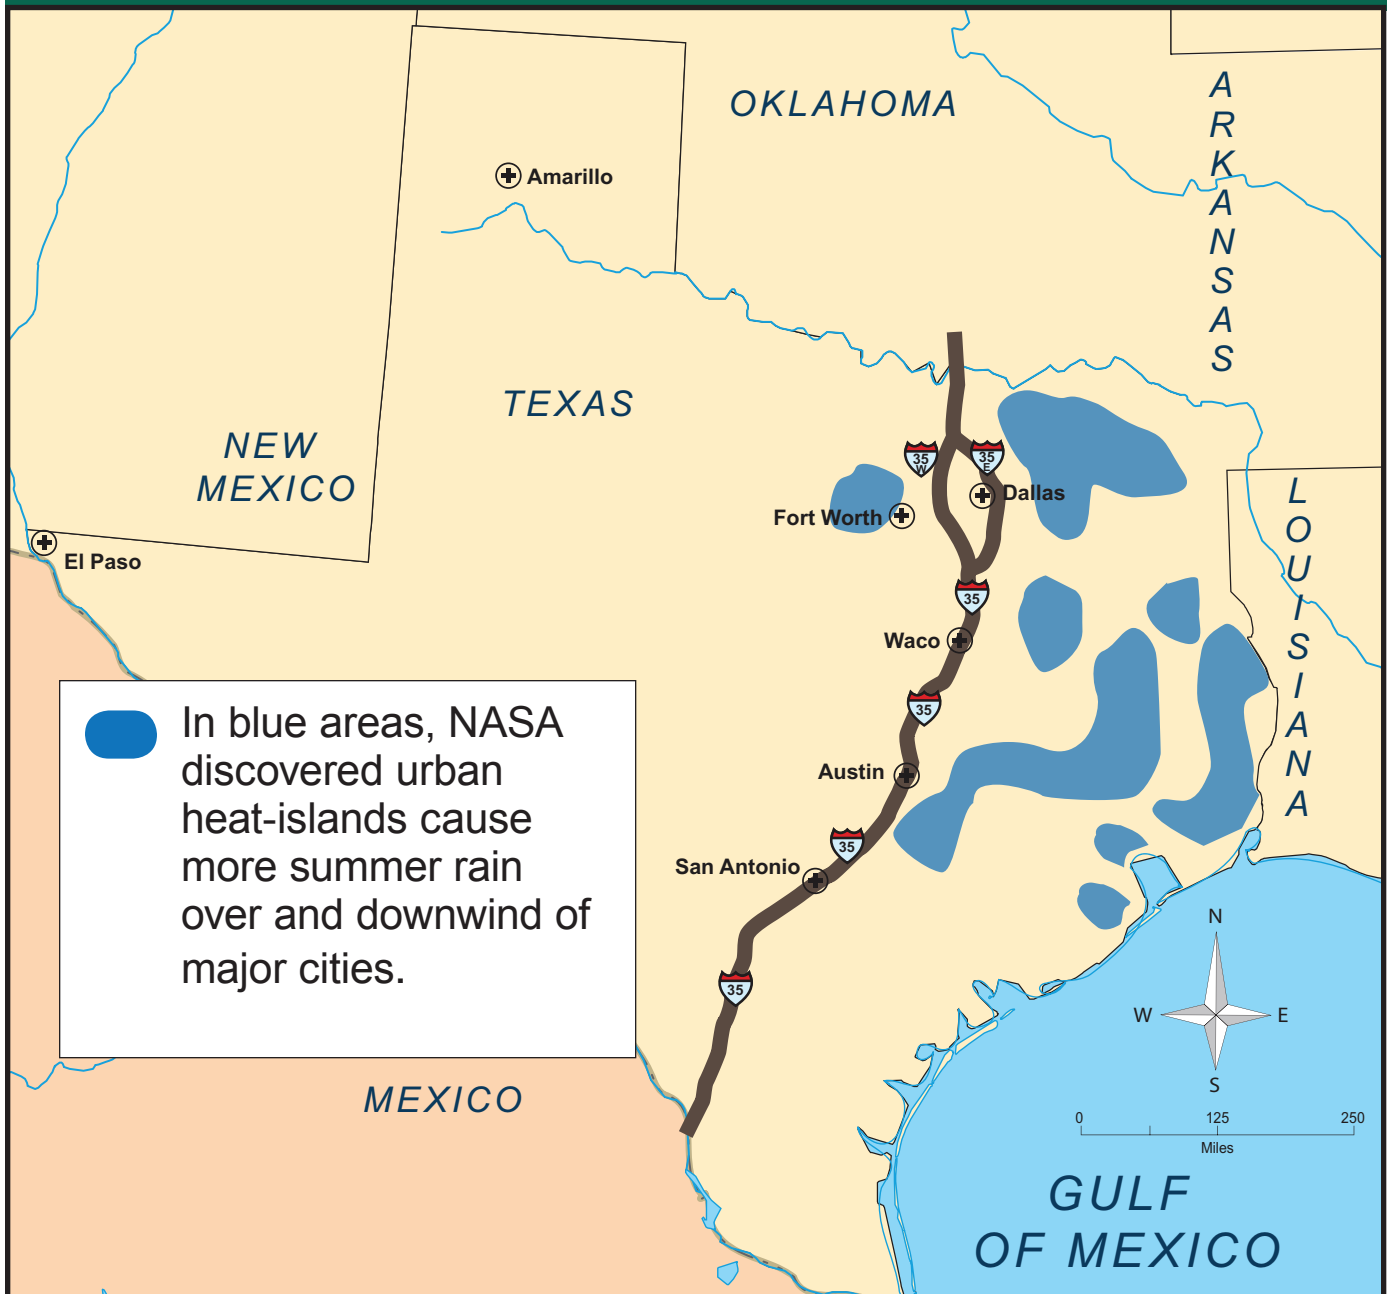 OKLAHOMA
ARKANSAS
Amarillo
TEXAS
NEW
MEXICO
35
W
35
E
Dallas
Fort Worth
LOUISIANA
El Paso
35
Waco
35
Austin
35
San Antonio
35
In blue areas, NASA
discovered urban
heat-islands cause
more summer rain
over and downwind of
major cities.
N
W
E
S
0 125 250
Miles
MEXICO
GULF
OF MEXICO